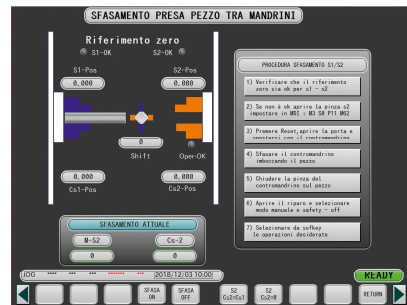 SFASAMENTO PRESA PEZZO TRA MANDRINI
Riferimento zero
S1-OK
S2-OK
S1-Pos
S2-Pos
0,000
0,000
0
Shift
Oper-OK
0,000
0,000
Cs1-Pos
Cs2-Pos
SFASAMENTO ATTUALE
M-S2
Cs-2
0
0
PROCEDURA SFASAMENTO S1/S2
1) Verificare che il riferimento
zero sia ok per s1 - s2
2) Se non è ok aprire la pinza s2
impostare in MDI : M3 S0 P11 M62
3) Premere Reset,aprire la porta e
spostarsi con il contromandrino
4) Sfasare il contromandrino
imboccando il pezzo
5) Chiudere la pinza del
contromandrino sul pezzo
6) Aprire il riparo e selezionare
modo manuale e safety - off
7) Selezionare da sofkey
le operazioni desiderate
JOG **** *** *** ******* *** 2018/12/03 10:00
READY
SFASA
ON
SFASA
OFF
S2
Cs2=Cs1
S2
Cs2=0
RETURN